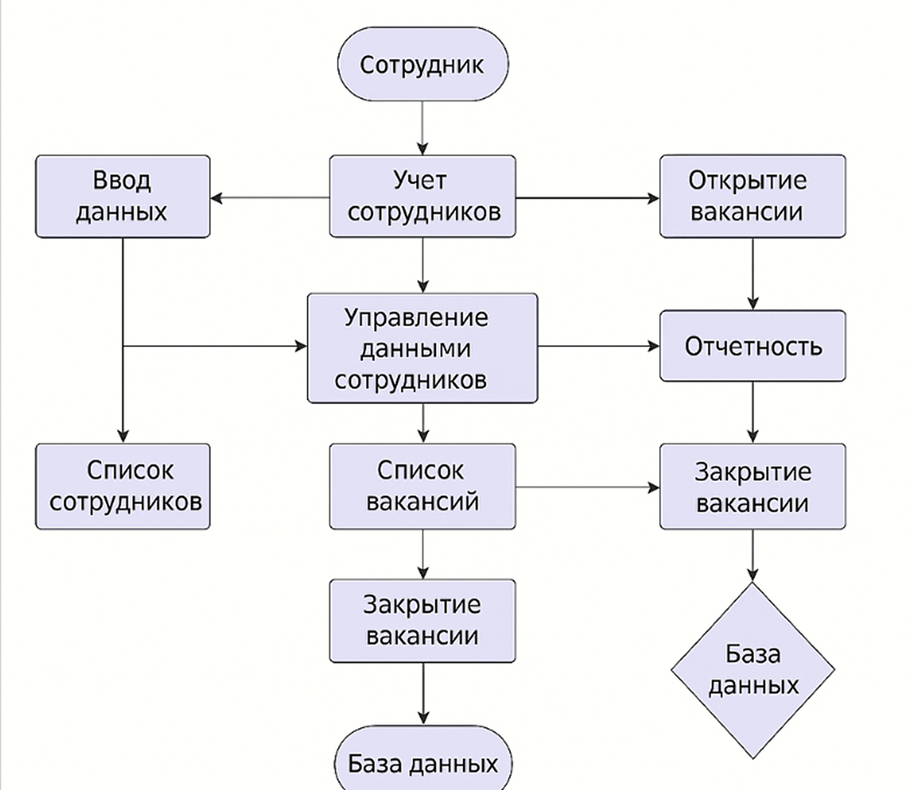 Сотрудник
Ввод
данных
Учет
сотрудников
Открытие
вакансии
Управление
данными
сотрудников
Отчетность
Список
сотрудников
Список
вакансий
Закрытие
вакансии
Закрытие
вакансии
База
данных
База данных